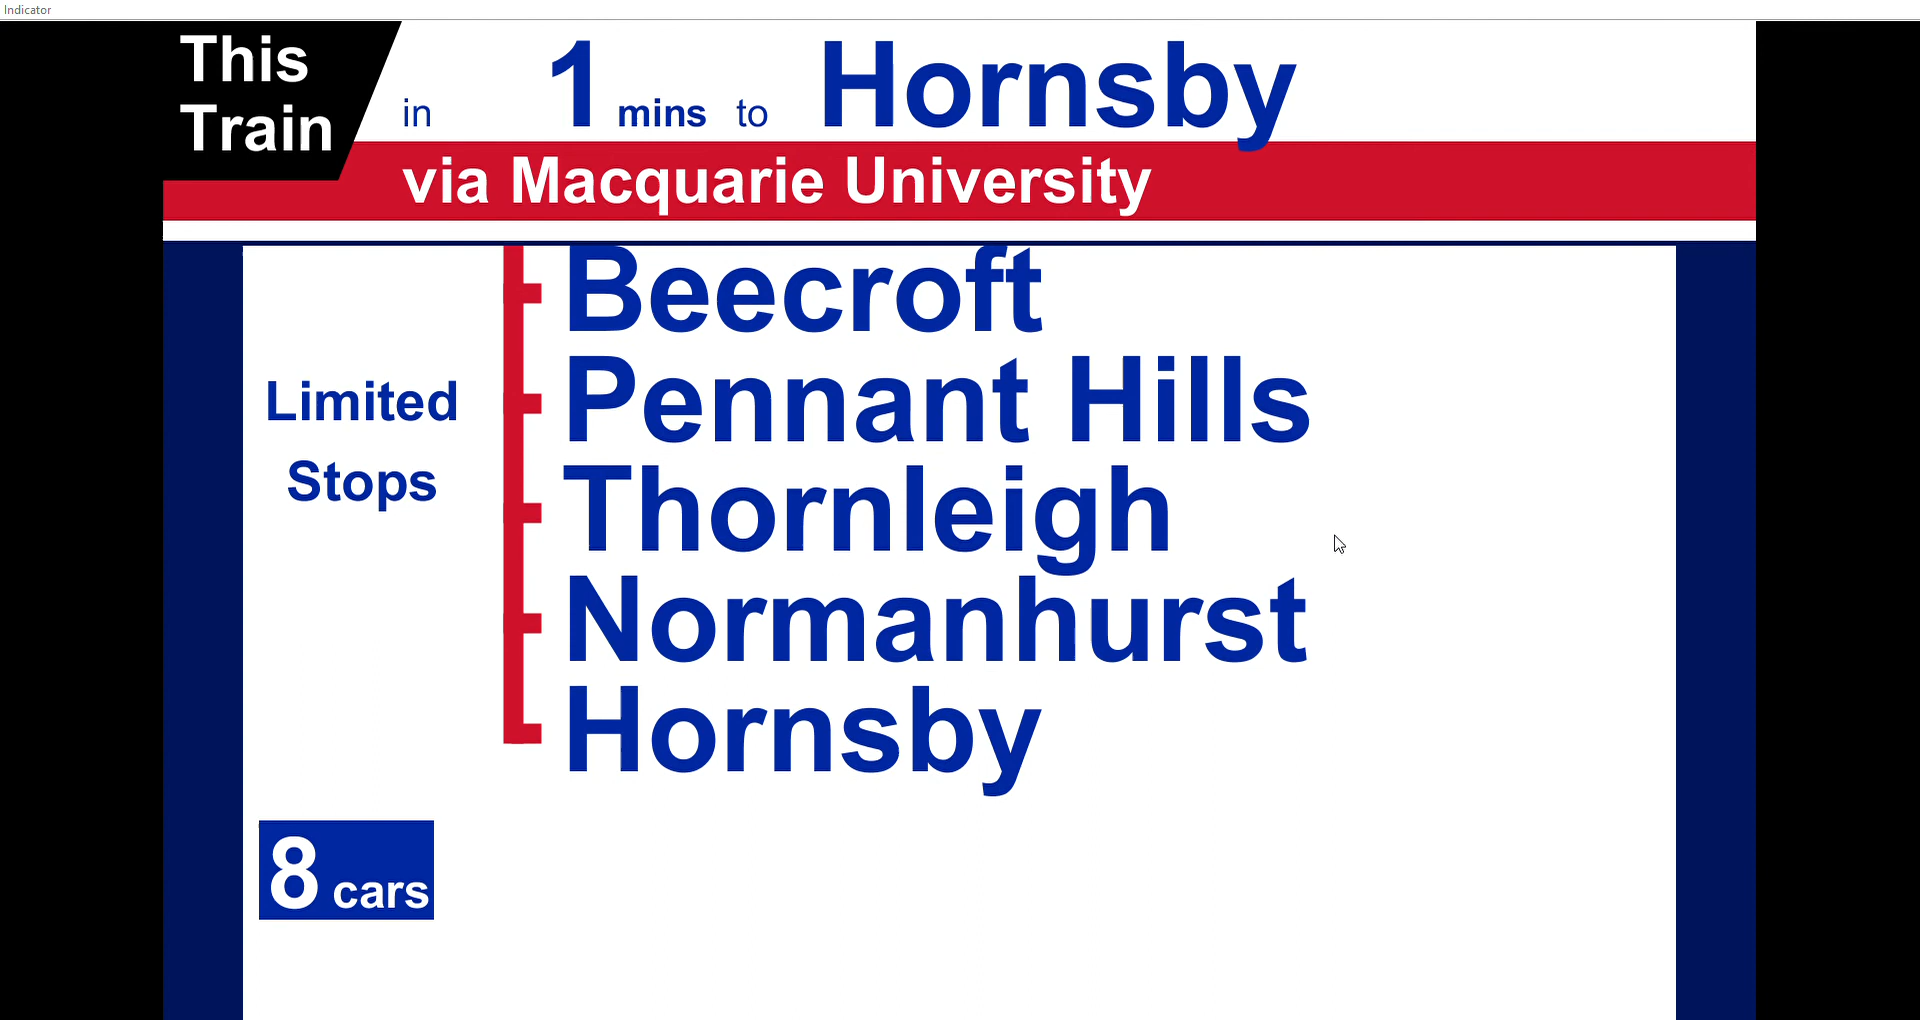 Indicator
This
Train
in 1 mins to Hornsby
via Macquarie University
Beecroft
Pennant Hills
Thornleigh
Normanhurst
Hornsby
Limited
Stops
8 cars